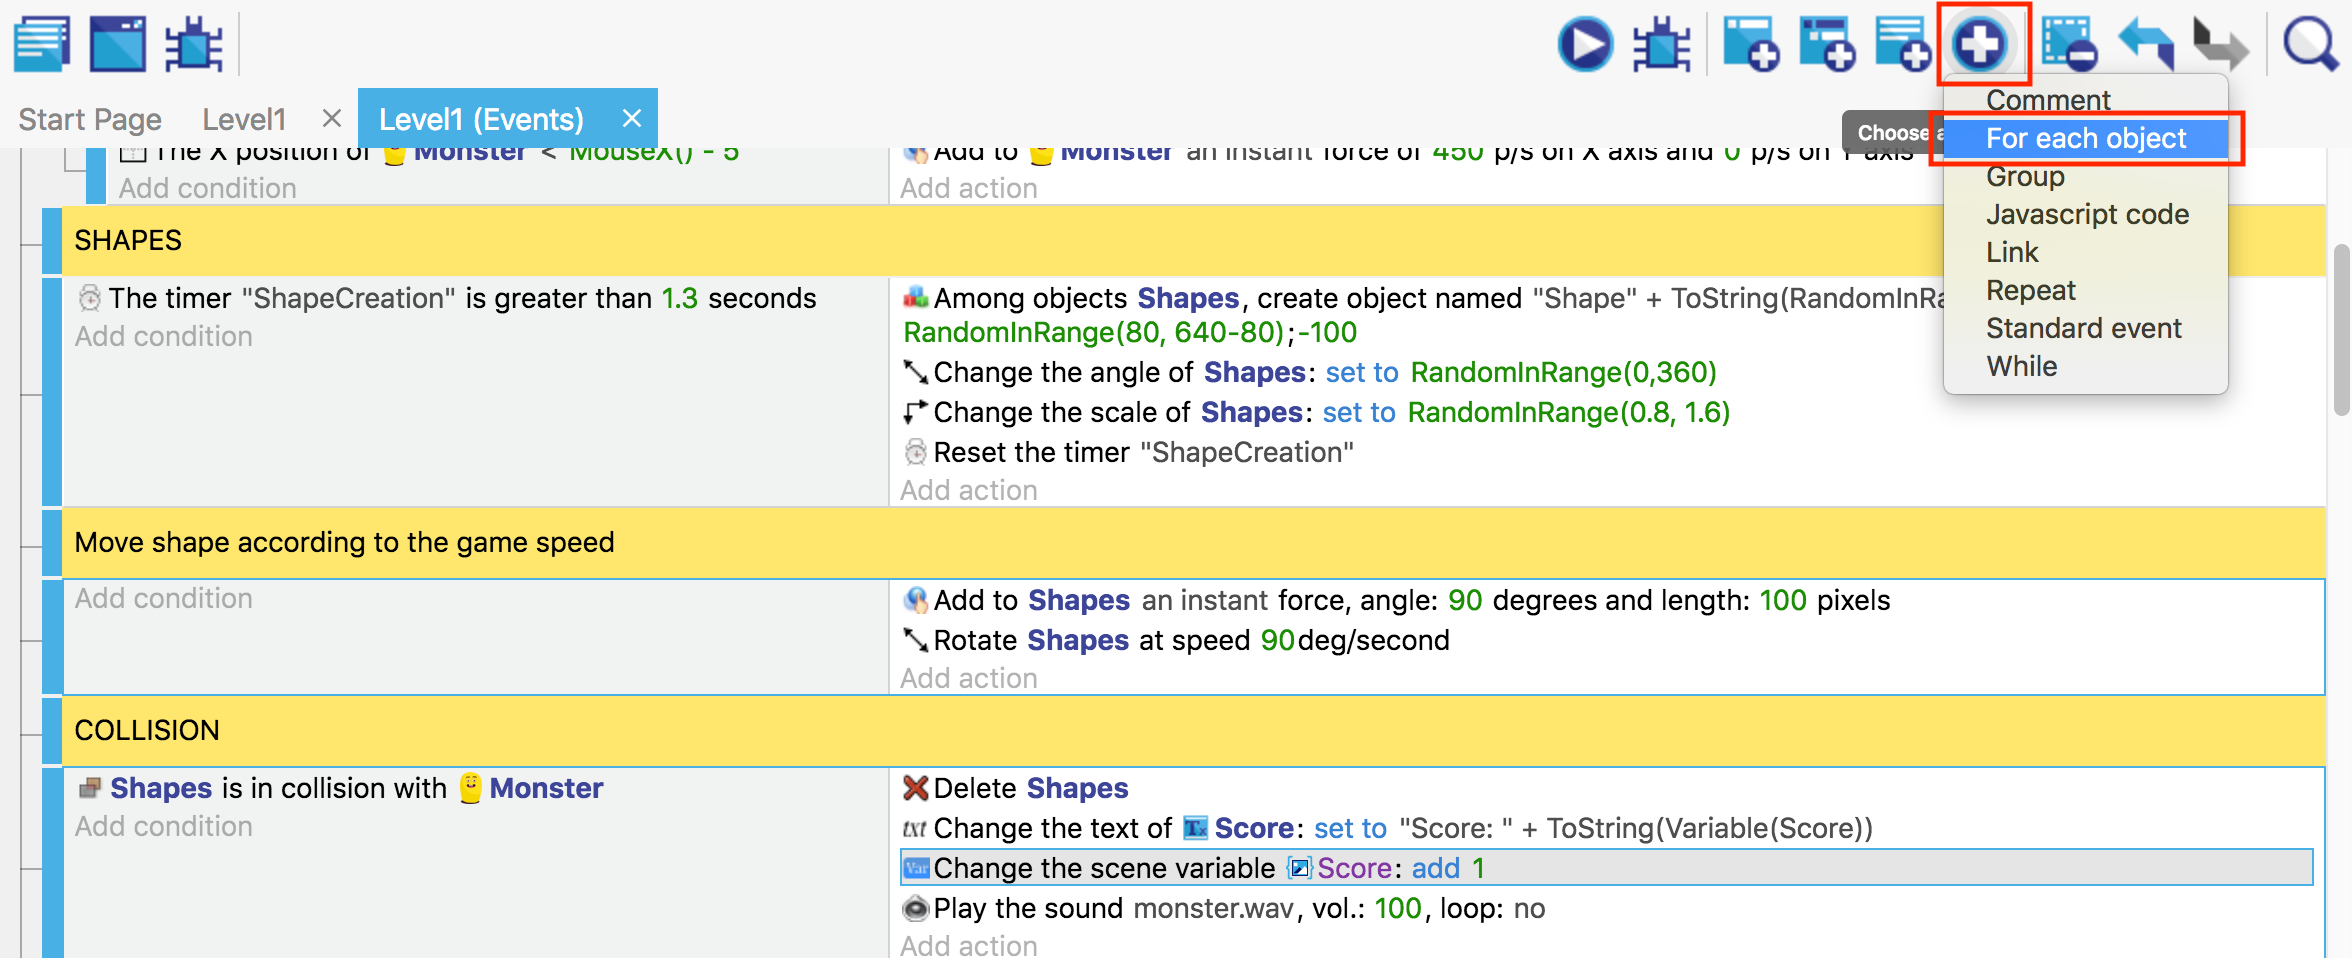 Start Page
Level1
Level1 (Events)
Comment
Choose
For each object
Group
Javascript code
Link
Repeat
Standard event
While
The X position of Monster < MouseX() - 5
Add to Monster an instant force of 450 p/s on X axis and 0 p/s on Y axis
Add condition
Add action
SHAPES
The timer "ShapeCreation" is greater than 1.3 seconds
Add condition
Among objects Shapes, create object named "Shape" + ToString(RandomInRa
RandomInRange(80, 640-80);-100
Change the angle of Shapes: set to RandomInRange(0,360)
Change the scale of Shapes: set to RandomInRange(0.8, 1.6)
Reset the timer "ShapeCreation"
Add action
Move shape according to the game speed
Add condition
Add to Shapes an instant force, angle: 90 degrees and length: 100 pixels
Rotate Shapes at speed 90deg/second
Add action
COLLISION
Shapes is in collision with Monster
Add condition
Delete Shapes
txt Change the text of Tx Score: set to "Score: " + ToString(Variable(Score))
Var Change the scene variable Score: add 1
Play the sound monster.wav, vol.: 100, loop: no
Add action